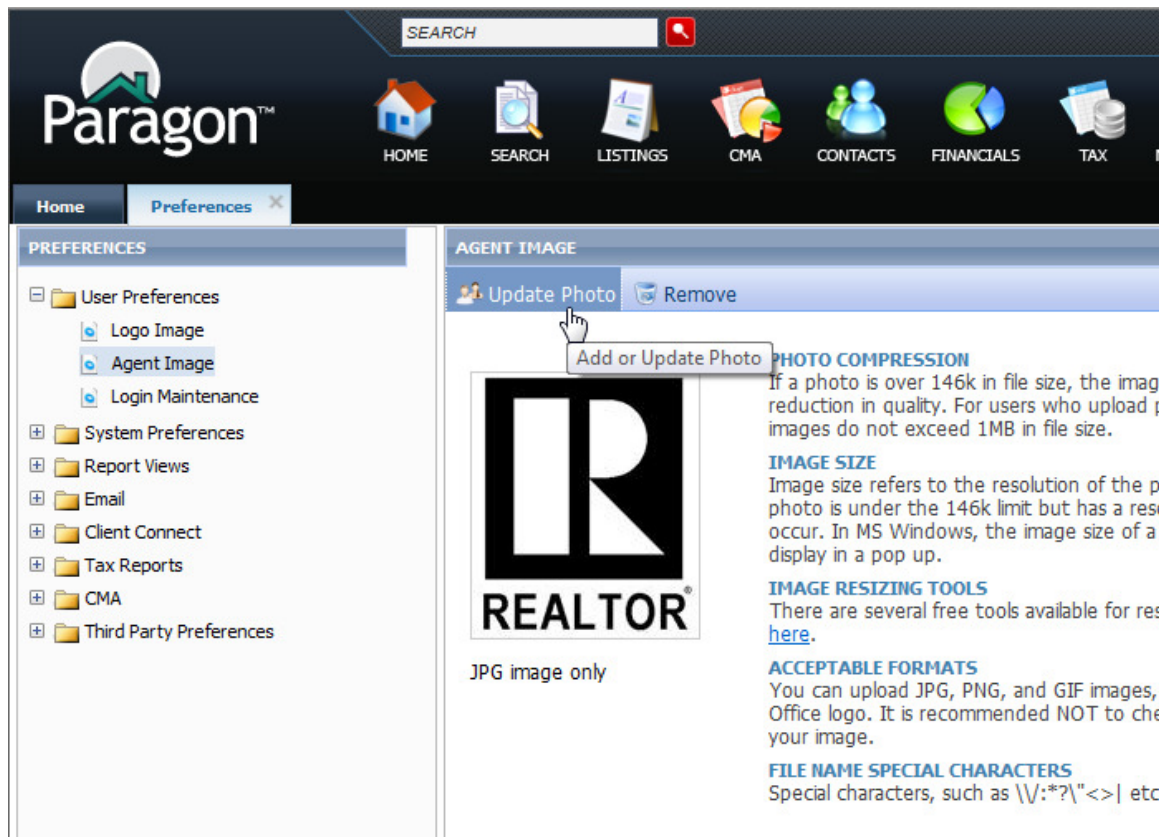 SEARCH
Paragon™
HOME
SEARCH
LISTINGS
CMA
CONTACTS
FINANCIALS
TAX
Home
Preferences
PREFERENCES
User Preferences
Logo Image
Agent Image
Login Maintenance
System Preferences
Report Views
Email
Client Connect
Tax Reports
CMA
Third Party Preferences
AGENT IMAGE
Update Photo
Remove
Add or Update Photo
R
REALTOR®
JPG image only
PHOTO COMPRESSION
If a photo is over 146k in file size, the imag
reduction in quality. For users who upload p
images do not exceed 1MB in file size.
IMAGE SIZE
Image size refers to the resolution of the p
photo is under the 146k limit but has a rese
occur. In MS Windows, the image size of a
display in a pop up.
IMAGE RESIZING TOOLS
There are several free tools available for res
here.
ACCEPTABLE FORMATS
You can upload JPG, PNG, and GIF images,
Office logo. It is recommended NOT to che
your image.
FILE NAME SPECIAL CHARACTERS
Special characters, such as \\/:*?\"<>| etc